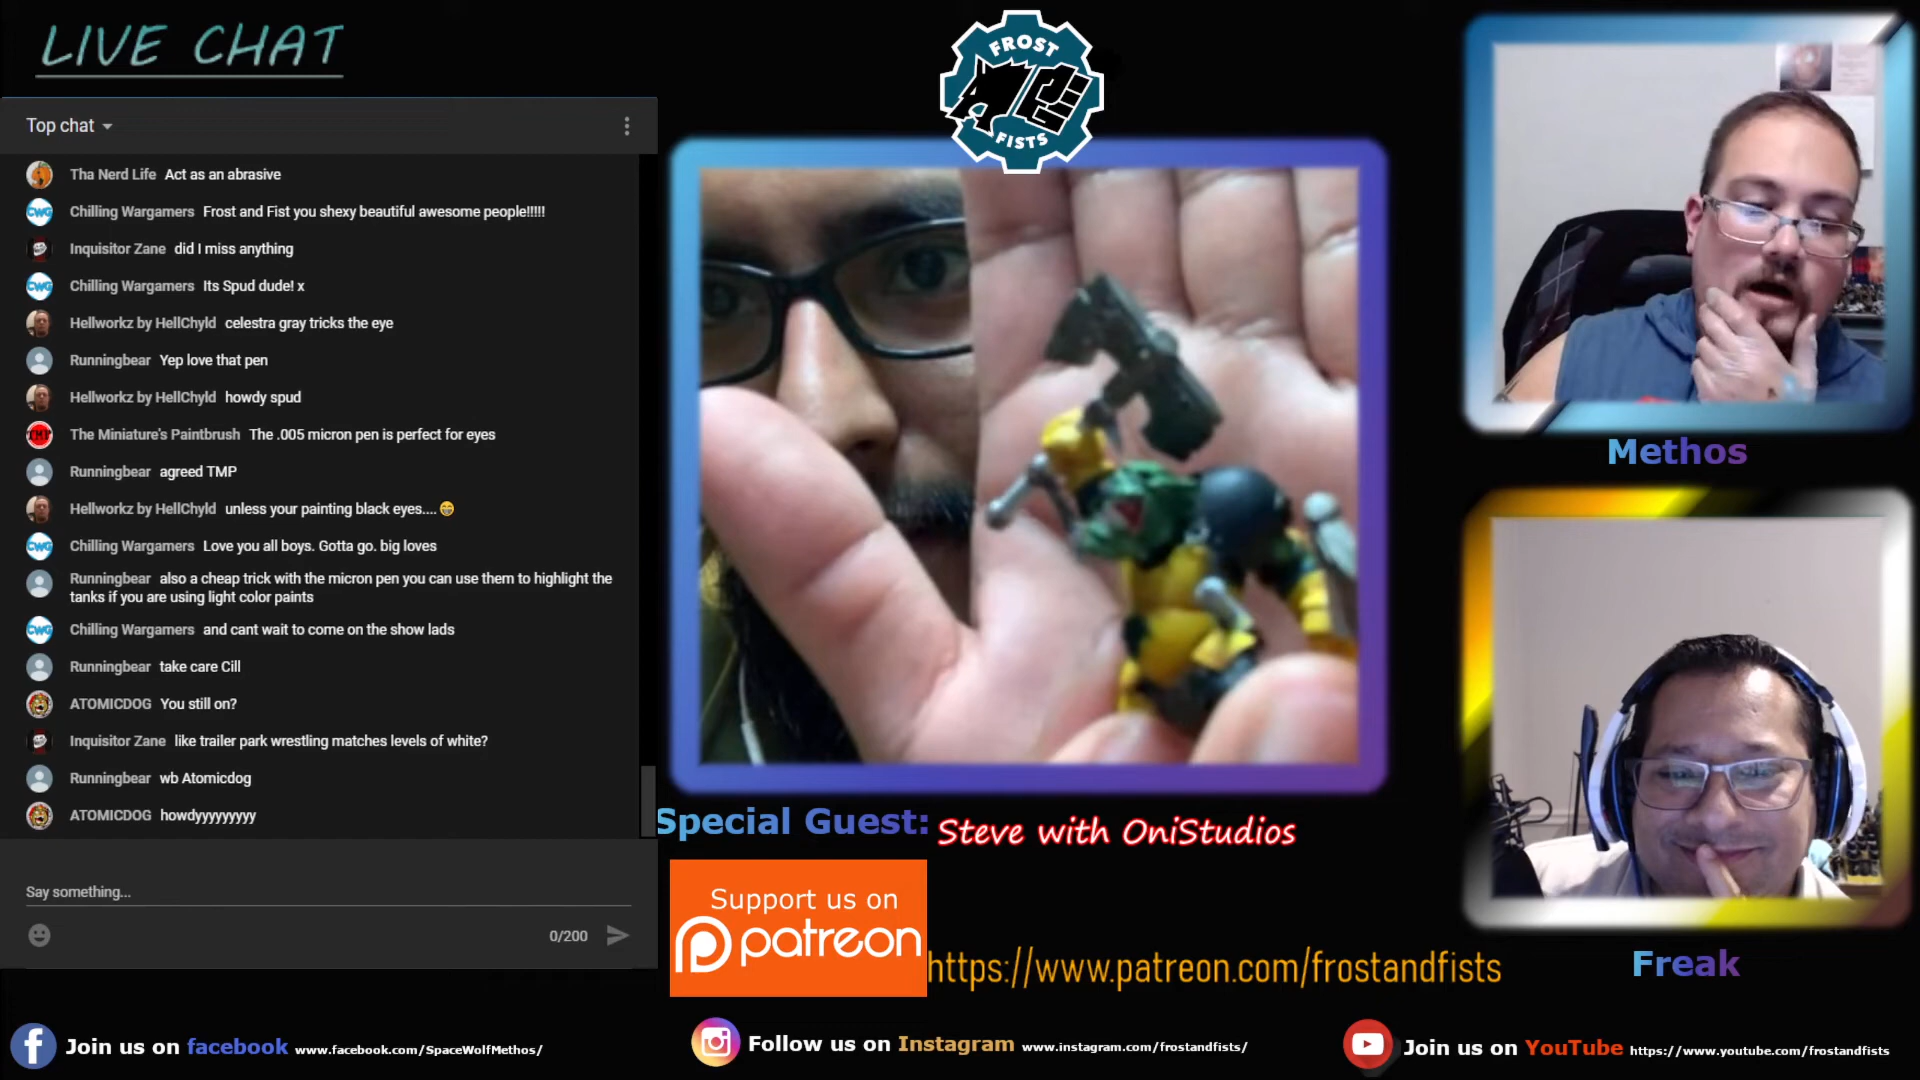 LIVE CHAT
FROST
FISTS
Top chat
Tha Nerd Life Act as an abrasive
Chilling Wargamers Frost and Fist you shexy beautiful awesome people!!!!!
Inquisitor Zane did I miss anything
Chilling Wargamers Its Spud dude! x
Hellworkz by HellChyld celestra gray tricks the eye
Runningbear Yep love that pen
Hellworkz by HellChyld howdy spud
The Miniature's Paintbrush The .005 micron pen is perfect for eyes
Runningbear agreed TMP
Hellworkz by HellChyld unless your painting black eyes....
Chilling Wargamers Love you all boys. Gotta go. big loves
Runningbear also a cheap trick with the micron pen you can use them to highlight the
tanks if you are using light color paints
Chilling Wargamers and cant wait to come on the show lads
Runningbear take care Cill
ATOMICDOG You still on?
Inquisitor Zane like trailer park wrestling matches levels of white?
Runningbear wb Atomicdog
ATOMICDOG howdyyyyyyyyy
Say something...
0/200
Methos
Freak
Special Guest: Steve with OniStudios
Support us on
patreon
https://www.patreon.com/frostandfists
Join us on facebook www.facebook.com/SpaceWolfMethos/
Follow us on Instagram www.instagram.com/frostandfists/
Join us on YouTube https://www.youtube.com/frostandfists